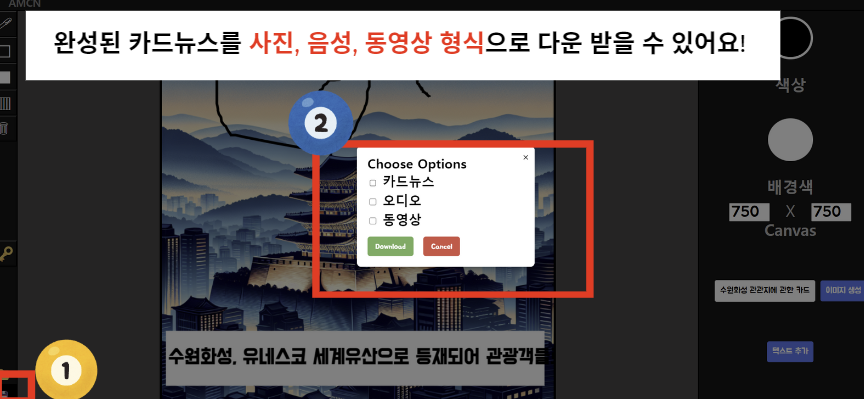 AMCN
완성된 카드뉴스를 사진, 음성, 동영상 형식으로 다운 받을 수 있어요!
색상
2
Choose Options
×
카드뉴스
오디오
동영상
Download
Cancel
배경색
750 X 750
Canvas
수원화성 관관지에 관한 카드
이미지 생성
텍스트 추가
수원화성, 유네스코 세계유산으로 등재되어 관광객를
1